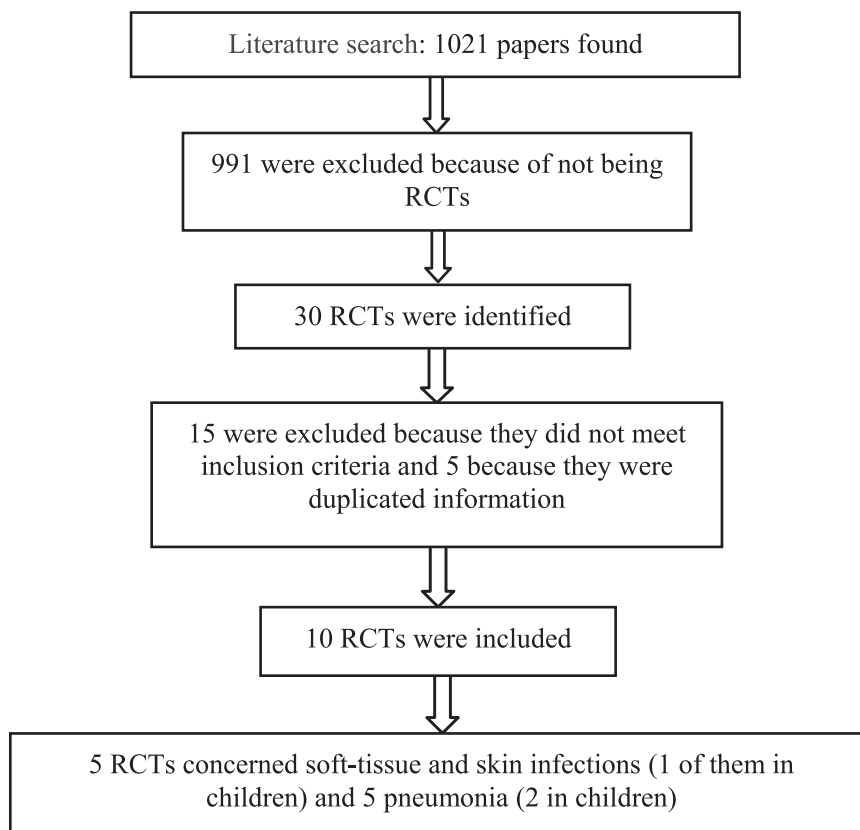 Literature search: 1021 papers found
991 were excluded because of not being
RCTs
30 RCTs were identified
15 were excluded because they did not meet
inclusion criteria and 5 because they were
duplicated information
10 RCTs were included
5 RCTs concerned soft-tissue and skin infections (1 of them in
children) and 5 pneumonia (2 in children)